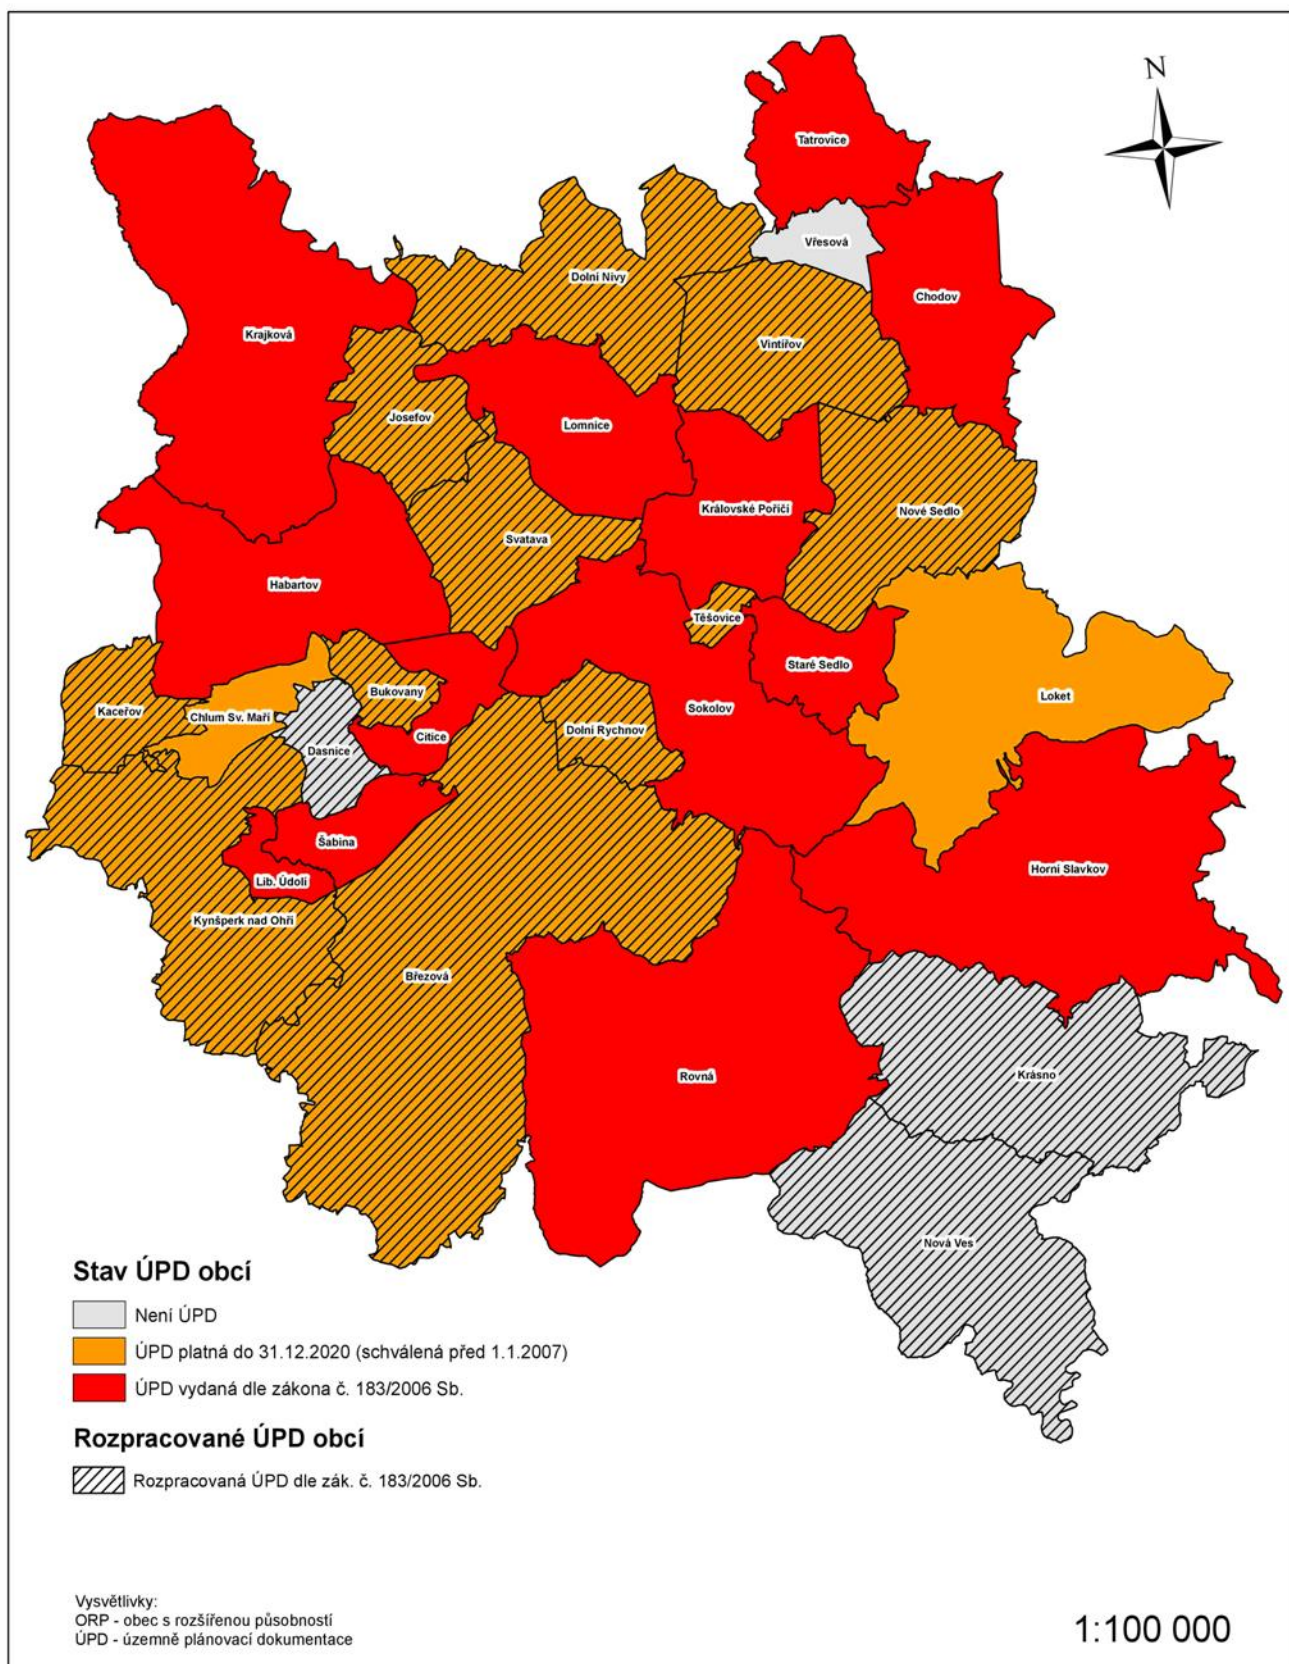 N
Tatrovice
Vřesová
Dolní Nivy
Chodov
Krajková
Vintířov
Josefov
Lomnice
Královské Poříčí
Nové Sedlo
Svatava
Habartov
Těšovice
Staré Sedlo
Bukovany
Loket
Kaceřov
Chlum Sv. Maří
Sokolov
Dolní Rychnov
Citice
Dasnice
Šabina
Horní Slavkov
Lib. Údolí
Kynšperk nad Ohří
Březová
Krásno
Rovná
Nová Ves
Stav ÚPD obcí
Není ÚPD
ÚPD platná do 31.12.2020 (schválená před 1.1.2007)
ÚPD vydaná dle zákona č. 183/2006 Sb.
Rozpracované ÚPD obcí
Rozpracovaná ÚPD dle zák. č. 183/2006 Sb.
Vysvětlivky:
ORP - obec s rozšířenou působností
ÚPD - územně plánovací dokumentace
1:100 000